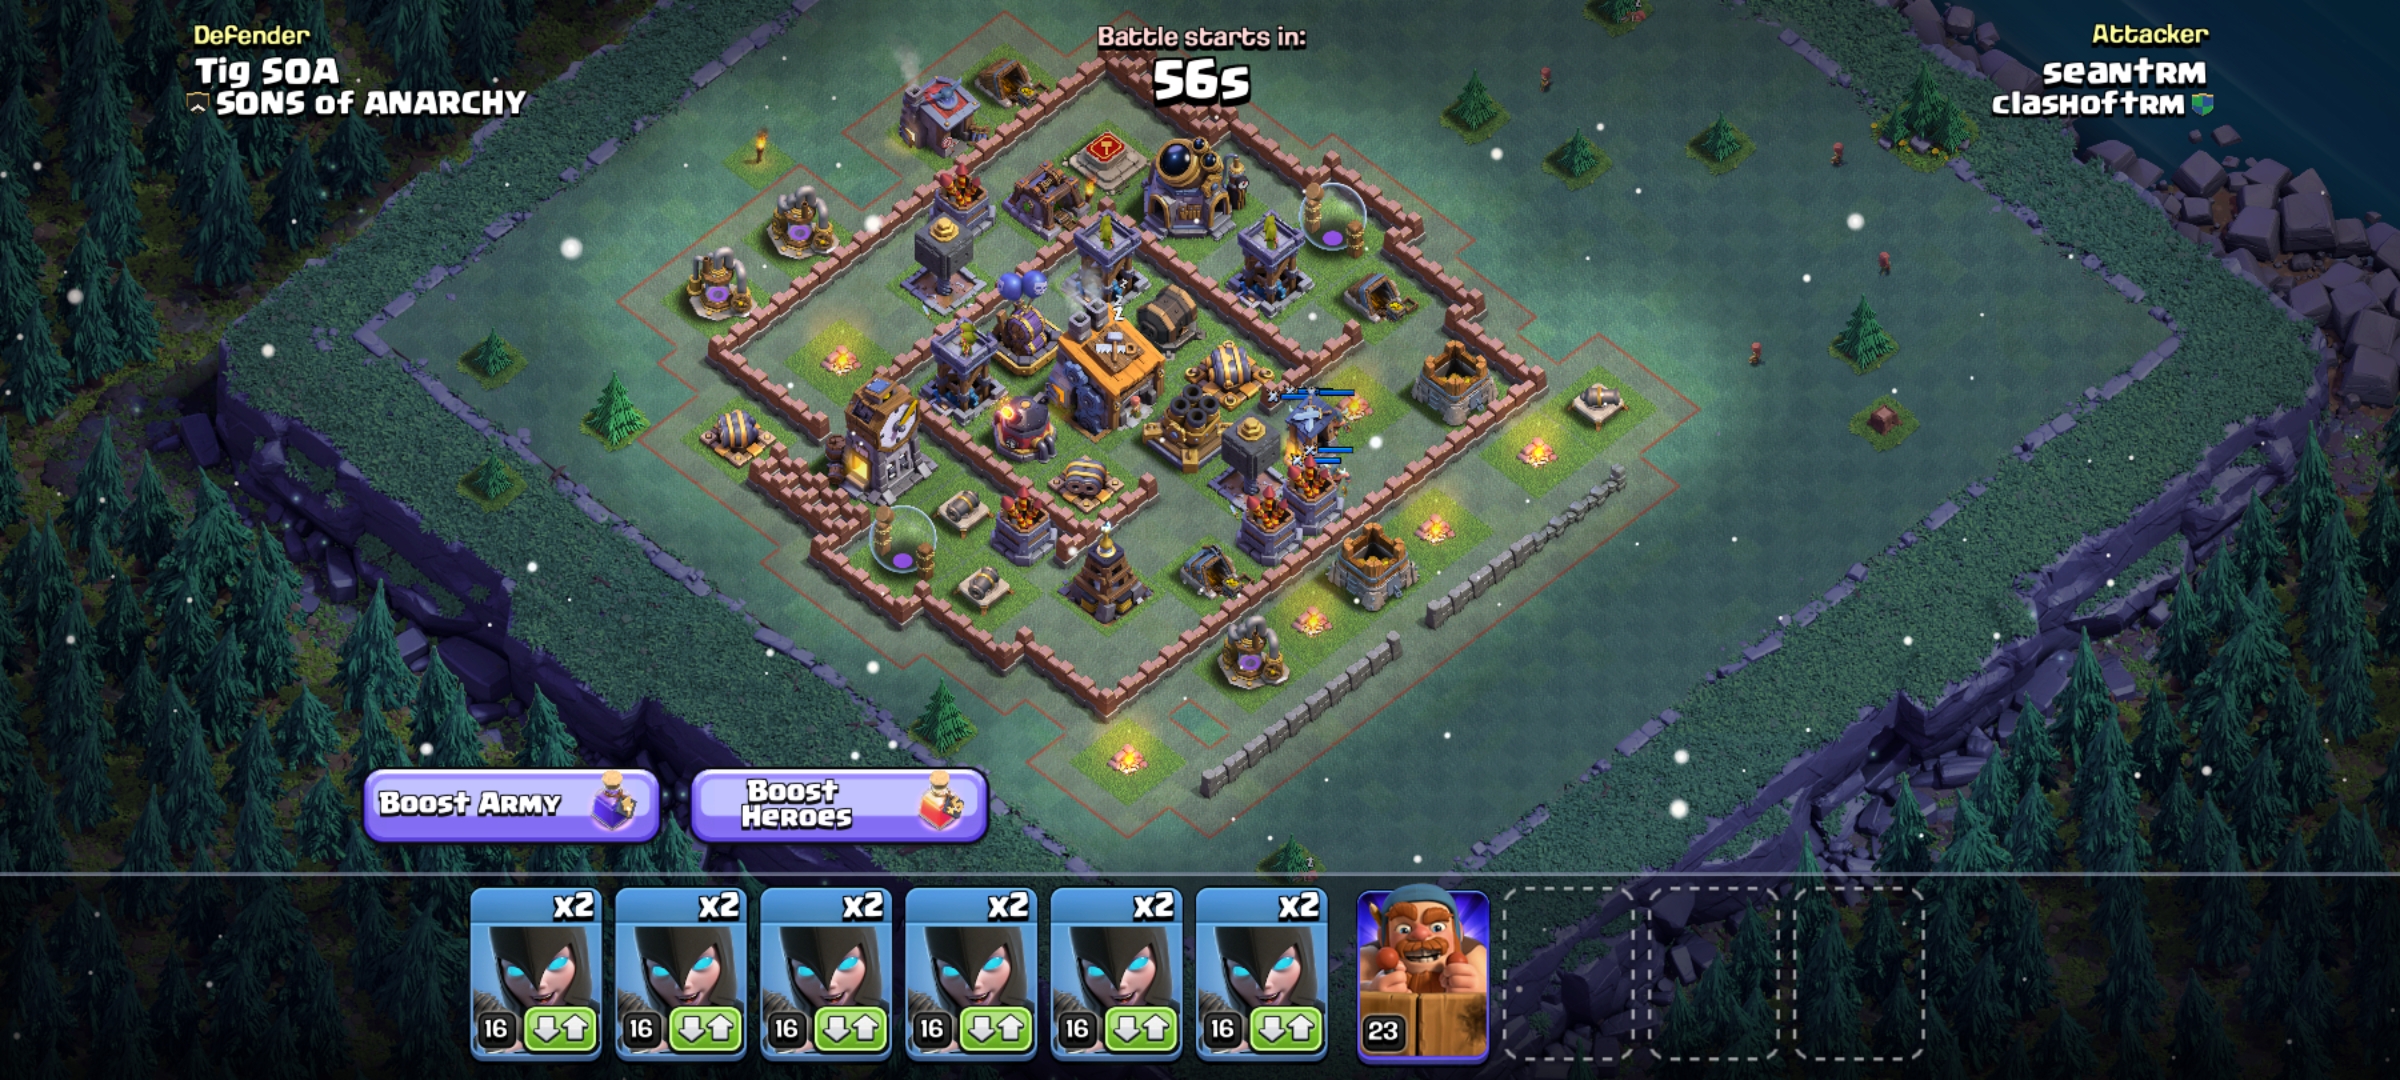 Defender
Tig SOA
SONS of ANARCHY
Battle starts in:
56s
Attacker
seantRM
clashoftRM
Boost Army
Boost
Heroes
x2
x2
x2
x2
x2
x2
16
16
16
16
16
16
23